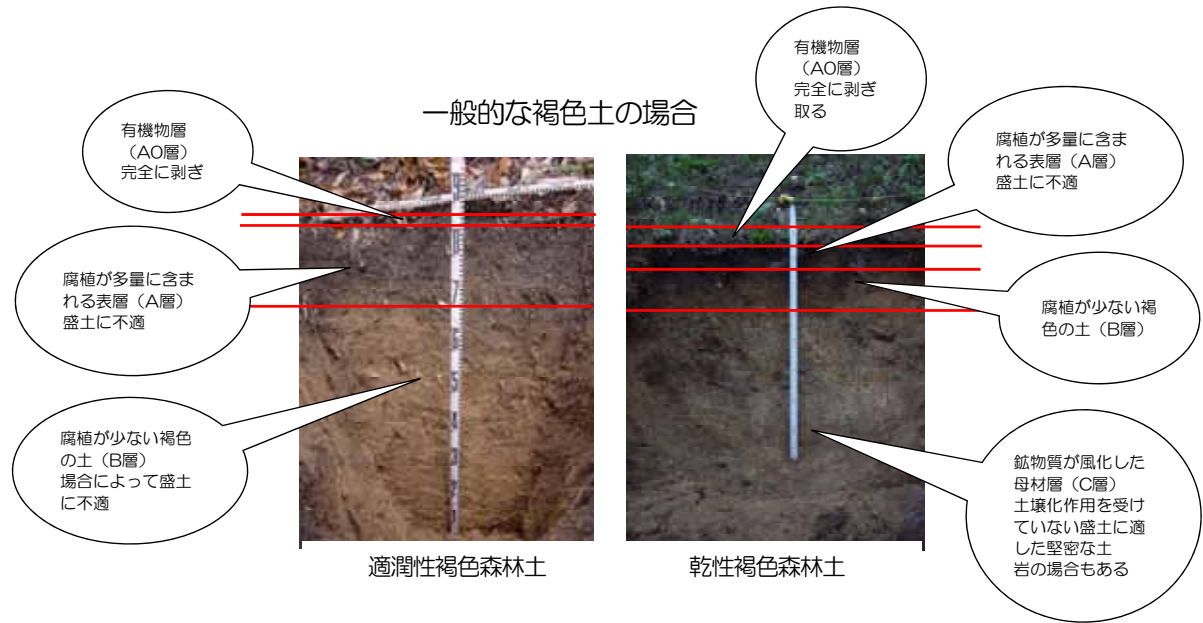 一般的な褐色土の場合
有機物層
（A0層）
完全に剥ぎ
腐植が多量に含ま
れる表層（A層）
盛土に不適
腐植が少ない褐色
の土（B層）
場合によって盛土
に不適
適潤性褐色森林土
有機物層
（A0層）
完全に剥ぎ
取る
腐植が多量に含ま
れる表層（A層）
盛土に不適
腐植が少ない褐
色の土（B層）
鉱物質が風化した
母材層（C層）
土壌化作用を受け
ていない盛土に適
した堅密な土
岩の場合もある
乾性褐色森林土